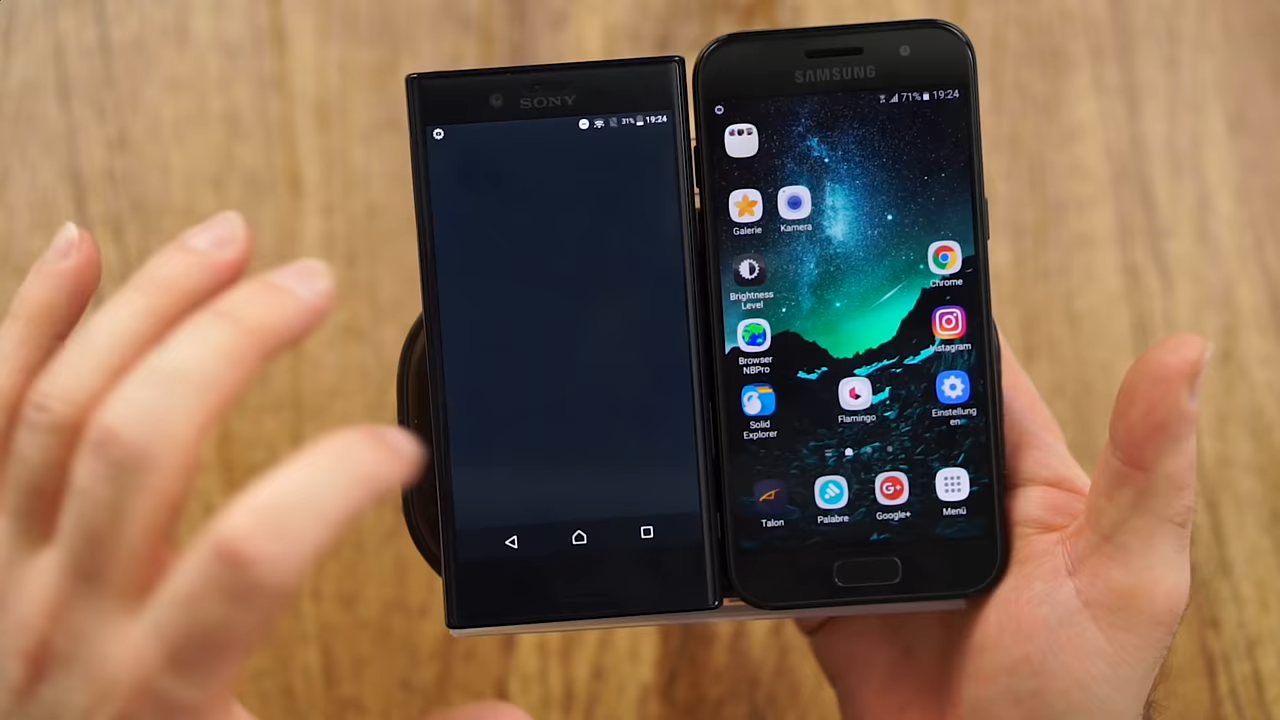 SONY
31% 19:24
SAMSUNG
71% 19:24
Galerie
Kamera
Brightness
Level
Chrome
Browser
NBPro
Instagram
Solid
Explorer
Flamingo
Einstellung
en
Talon
Palabre
Google+
Menü